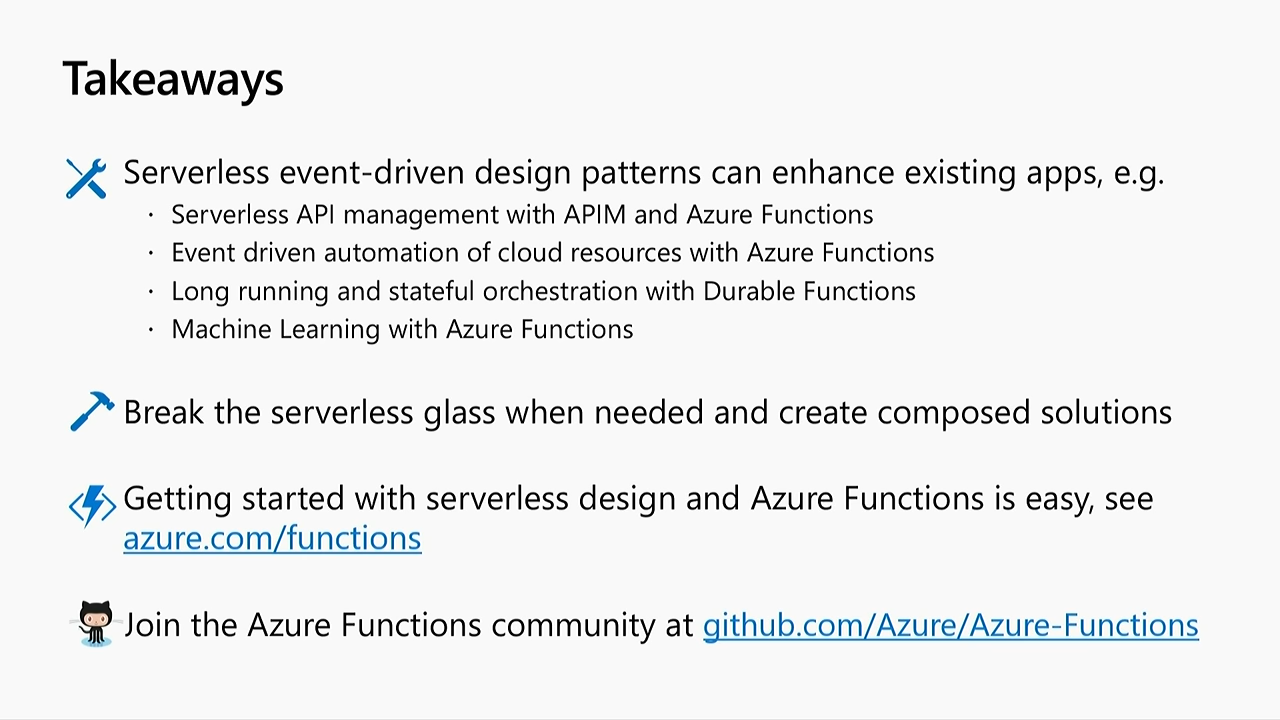 Takeaways
Serverless event-driven design patterns can enhance existing apps, e.g.
· Serverless API management with APIM and Azure Functions
· Event driven automation of cloud resources with Azure Functions
· Long running and stateful orchestration with Durable Functions
· Machine Learning with Azure Functions
Break the serverless glass when needed and create composed solutions
Getting started with serverless design and Azure Functions is easy, see
azure.com/functions
Join the Azure Functions community at github.com/Azure/Azure-Functions